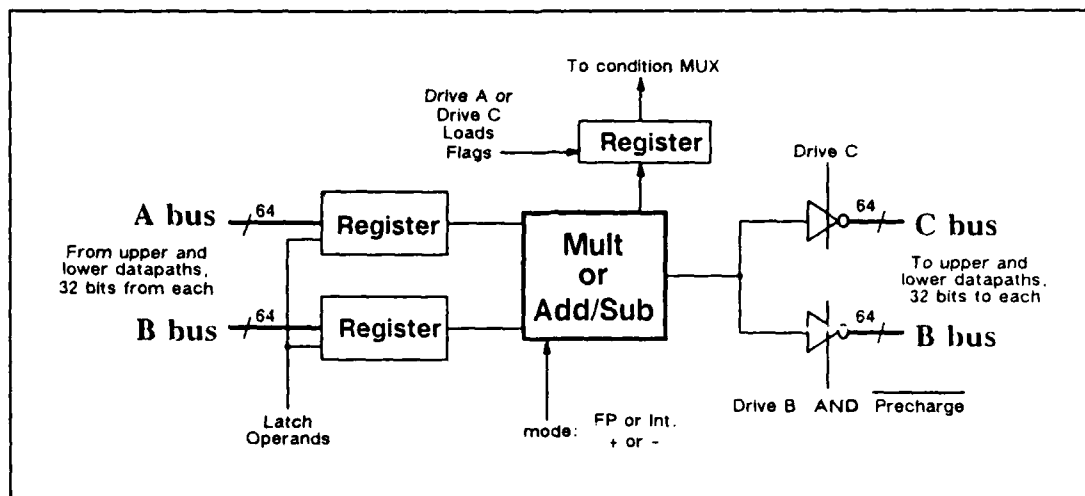 To condition MUX
Drive A or
Drive C
Loads
Flags
Register
Drive C
A bus
64
Register
64
C bus
From upper and
lower datapaths,
32 bits from each
Mult
or
Add/Sub
To upper and
lower datapaths,
32 bits to each
B bus
64
Register
64
B bus
Latch
Operands
mode: FP or Int.
+ or -
Drive B AND Precharge